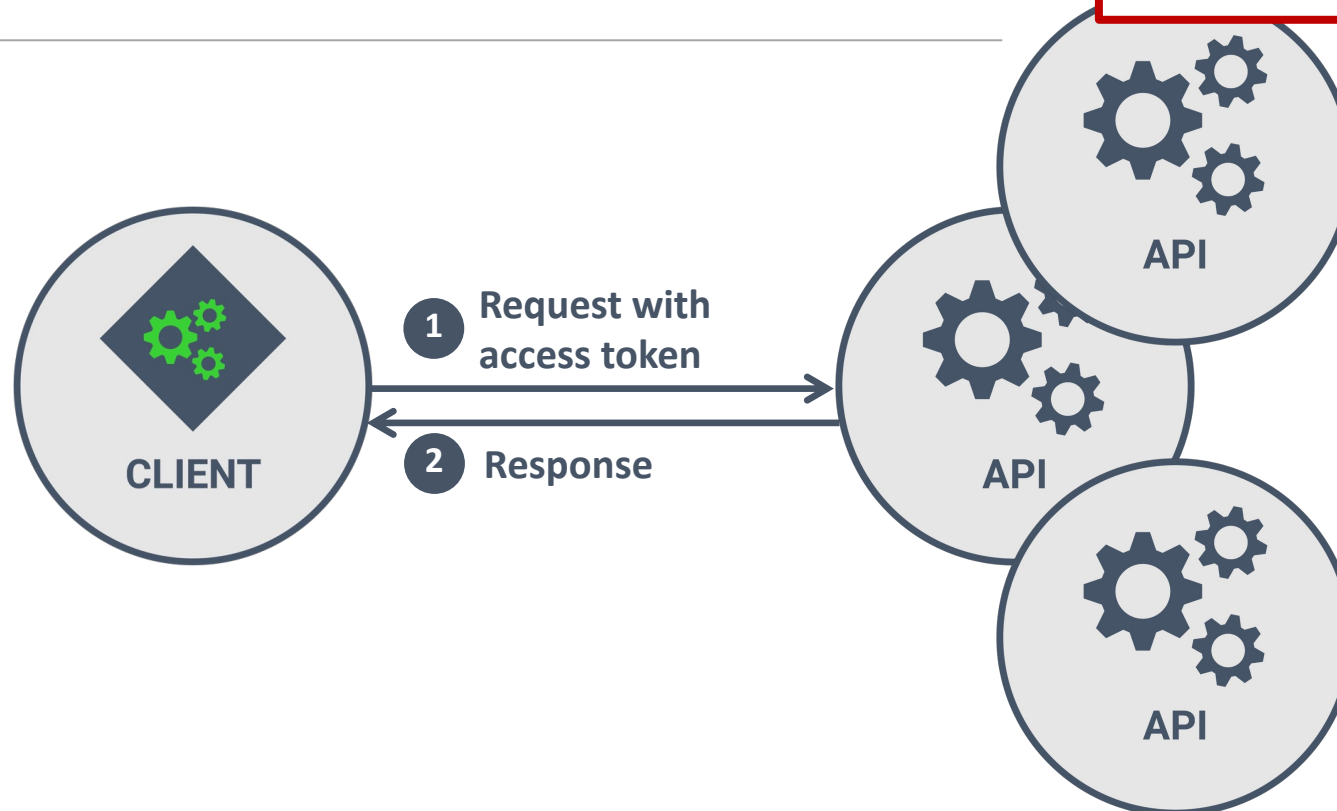 API
1
Request with
access token
CLIENT
2
Response
API
API